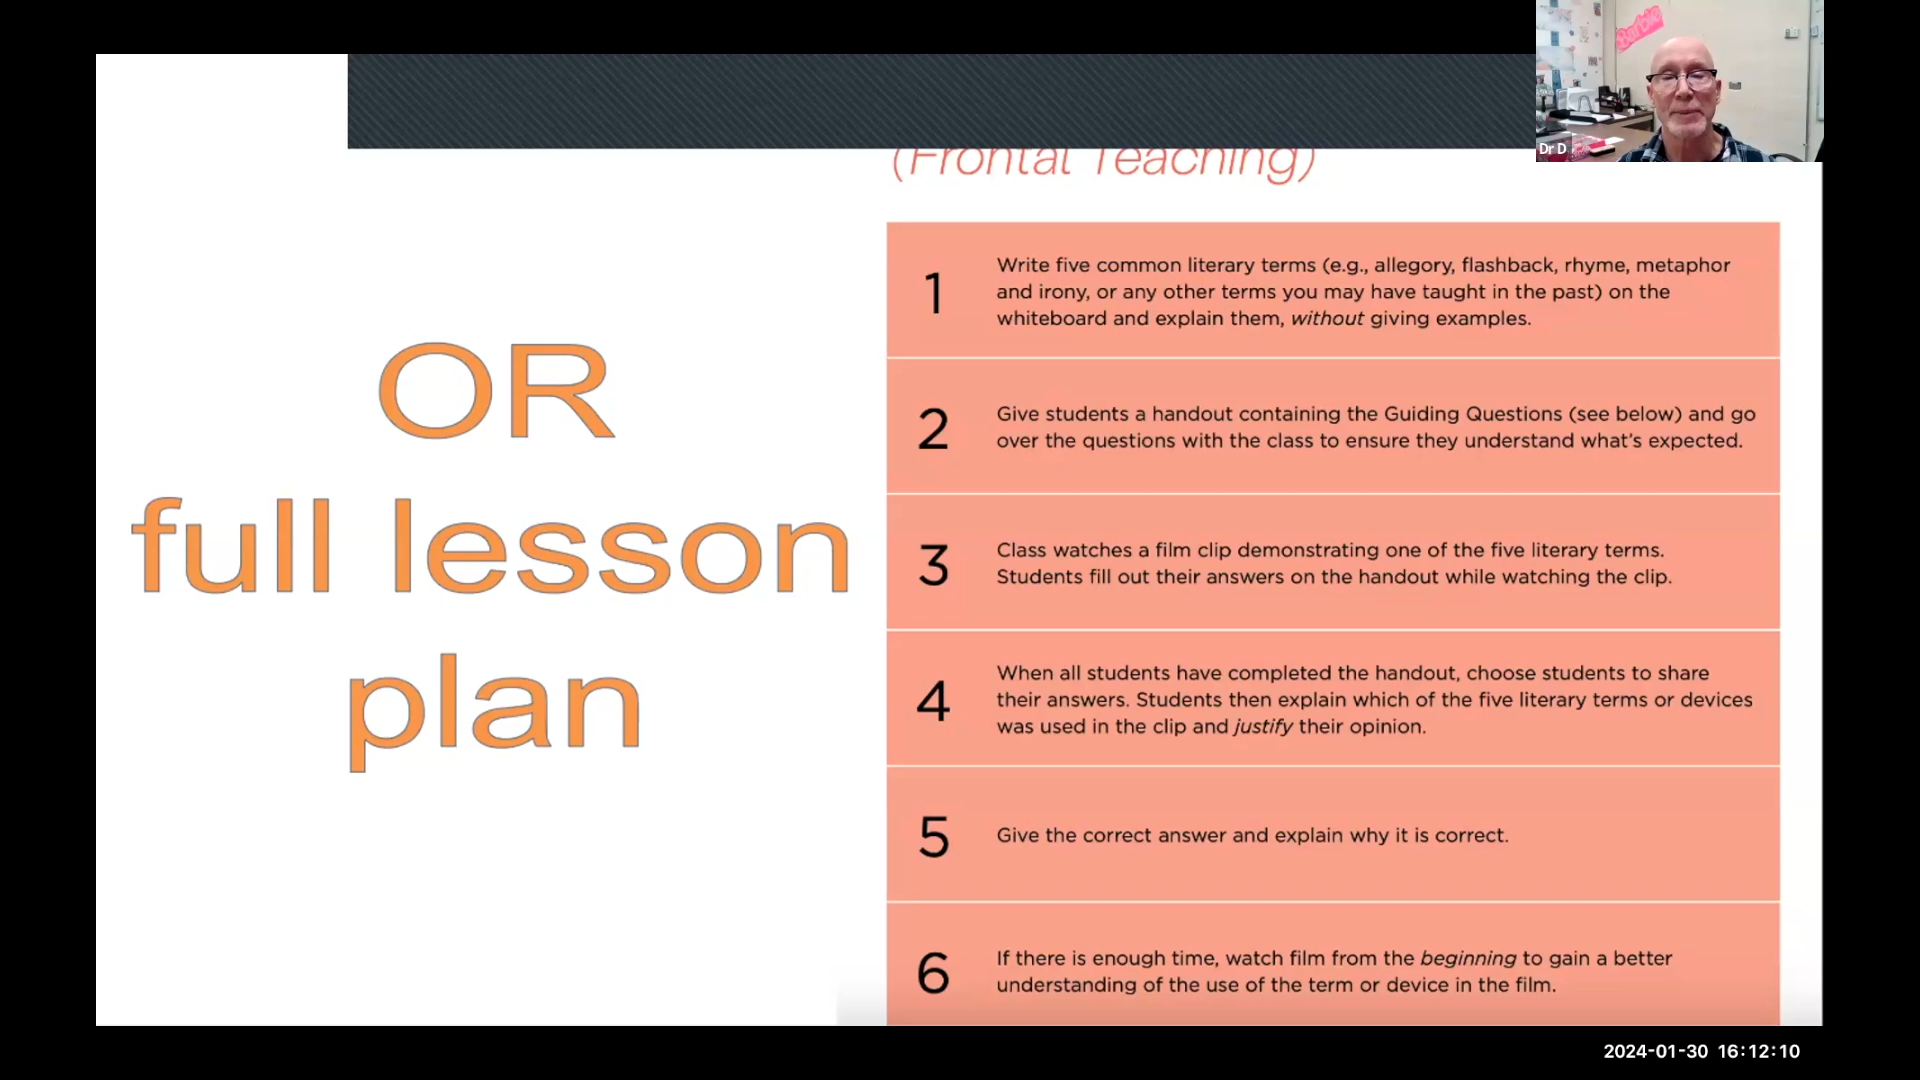 Barbie
Dr D
(Frontal Teaching)
OR
full lesson
plan
1
Write five common literary terms (e.g., allegory, flashback, rhyme, metaphor
and irony, or any other terms you may have taught in the past) on the
whiteboard and explain them, without giving examples.
2
Give students a handout containing the Guiding Questions (see below) and go
over the questions with the class to ensure they understand what's expected.
3
Class watches a film clip demonstrating one of the five literary terms.
Students fill out their answers on the handout while watching the clip.
4
When all students have completed the handout, choose students to share
their answers. Students then explain which of the five literary terms or devices
was used in the clip and justify their opinion.
5
Give the correct answer and explain why it is correct.
6
If there is enough time, watch film from the beginning to gain a better
understanding of the use of the term or device in the film.
2024-01-30 16:12:10